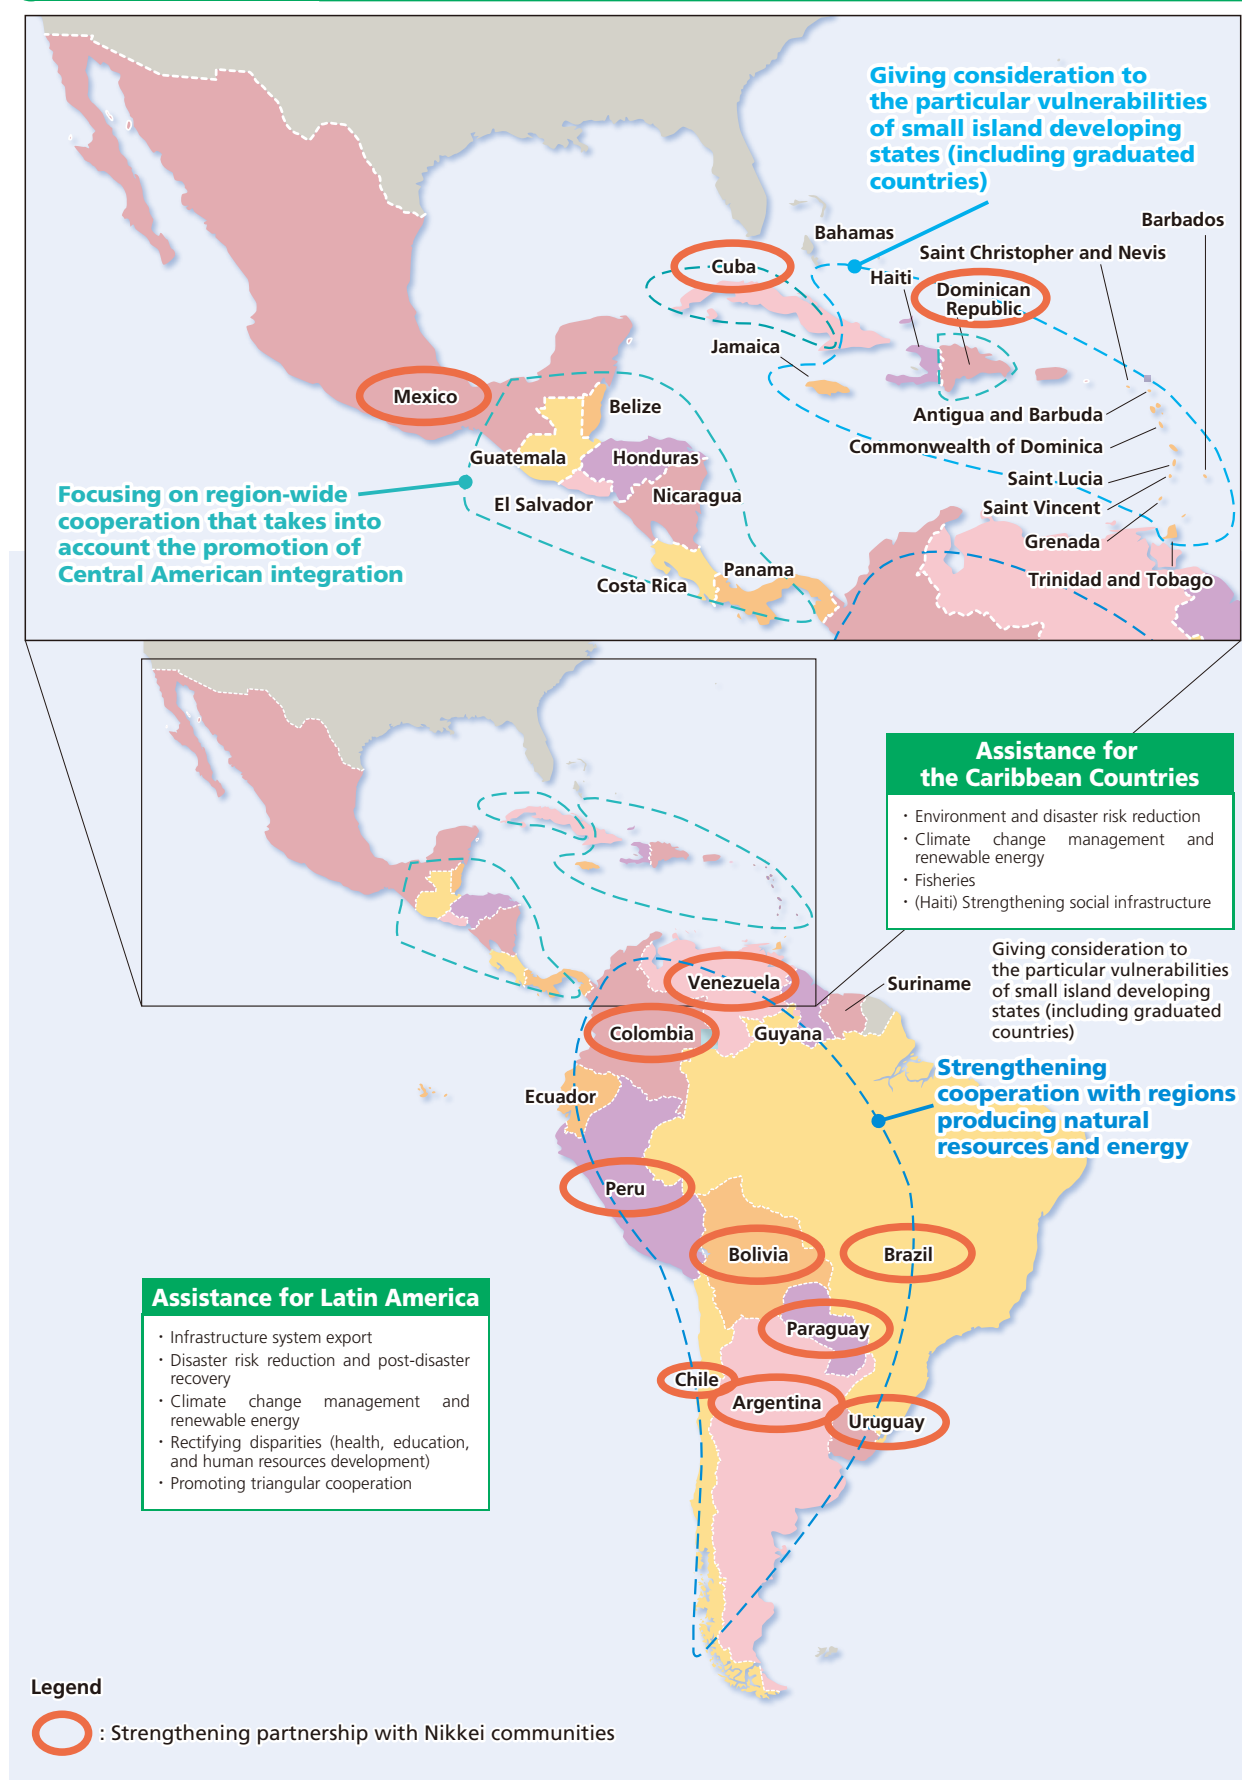 Giving consideration to
the particular vulnerabilities
of small island developing
states (including graduated
countries)
Barbados
Bahamas
Saint Christopher and Nevis
Cuba
Haiti
Dominican
Republic
Jamaica
Mexico
Belize
Antigua and Barbuda
Commonwealth of Dominica
Guatemala
Honduras
Saint Lucia
Nicaragua
El Salvador
Saint Vincent
Focusing on region-wide
cooperation that takes into
account the promotion of
Central American integration
Grenada
Panama
Costa Rica
Trinidad and Tobago
Assistance for
the Caribbean Countries
・Environment and disaster risk reduction
・Climate change management and
renewable energy
・Fisheries
・(Haiti) Strengthening social infrastructure
Giving consideration to
the particular vulnerabilities
of small island developing
states (including graduated
countries)
Venezuela
Suriname
Colombia
Guyana
Strengthening
cooperation with regions
producing natural
resources and energy
Ecuador
Peru
Bolivia
Brazil
Paraguay
Chile
Argentina
Uruguay
Assistance for Latin America
・Infrastructure system export
・Disaster risk reduction and post-disaster
recovery
・Climate change management and
renewable energy
・Rectifying disparities (health, education,
and human resources development)
・Promoting triangular cooperation
Legend
: Strengthening partnership with Nikkei communities